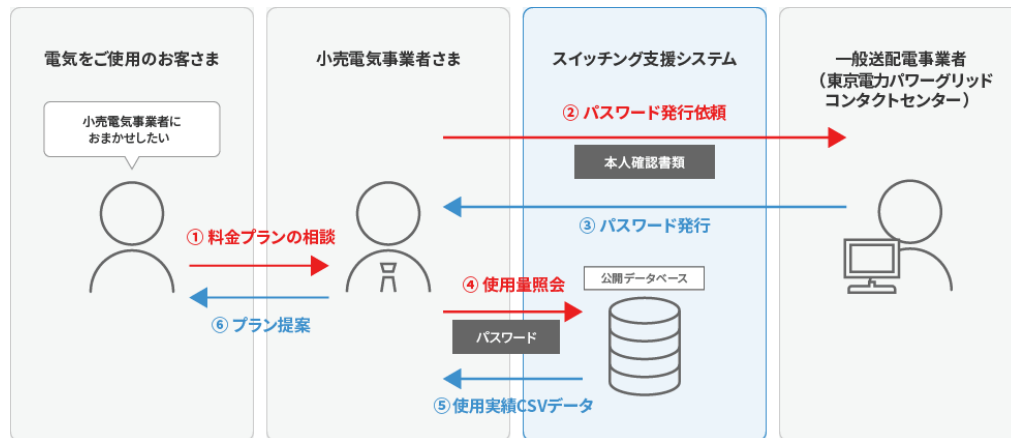 電気をご使用のお客さま
小売電気事業者さま
スイッチング支援システム
一般送配電事業者
（東京電力パワーグリッド
コンタクトセンター）
小売電気事業者に
おまかせしたい
② パスワード発行依頼
本人確認書類
③ パスワード発行
① 料金プランの相談
⑥ プラン提案
④ 使用量照会
パスワード
公開データベース
⑤ 使用実績CSVデータ